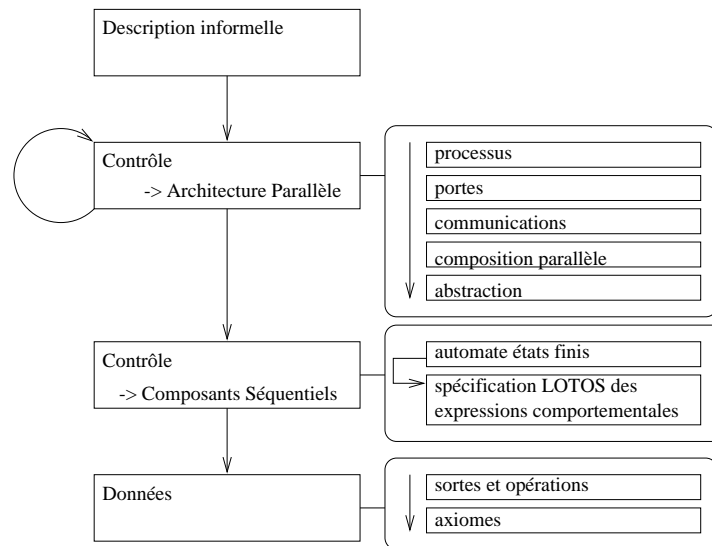 Description informelle
Contrôle
-> Architecture Parallèle
processus
portes
communications
composition parallèle
abstraction
Contrôle
-> Composants Séquentiels
automate états finis
spécification LOTOS des
expressions comportementales
Données
sortes et opérations
axiomes